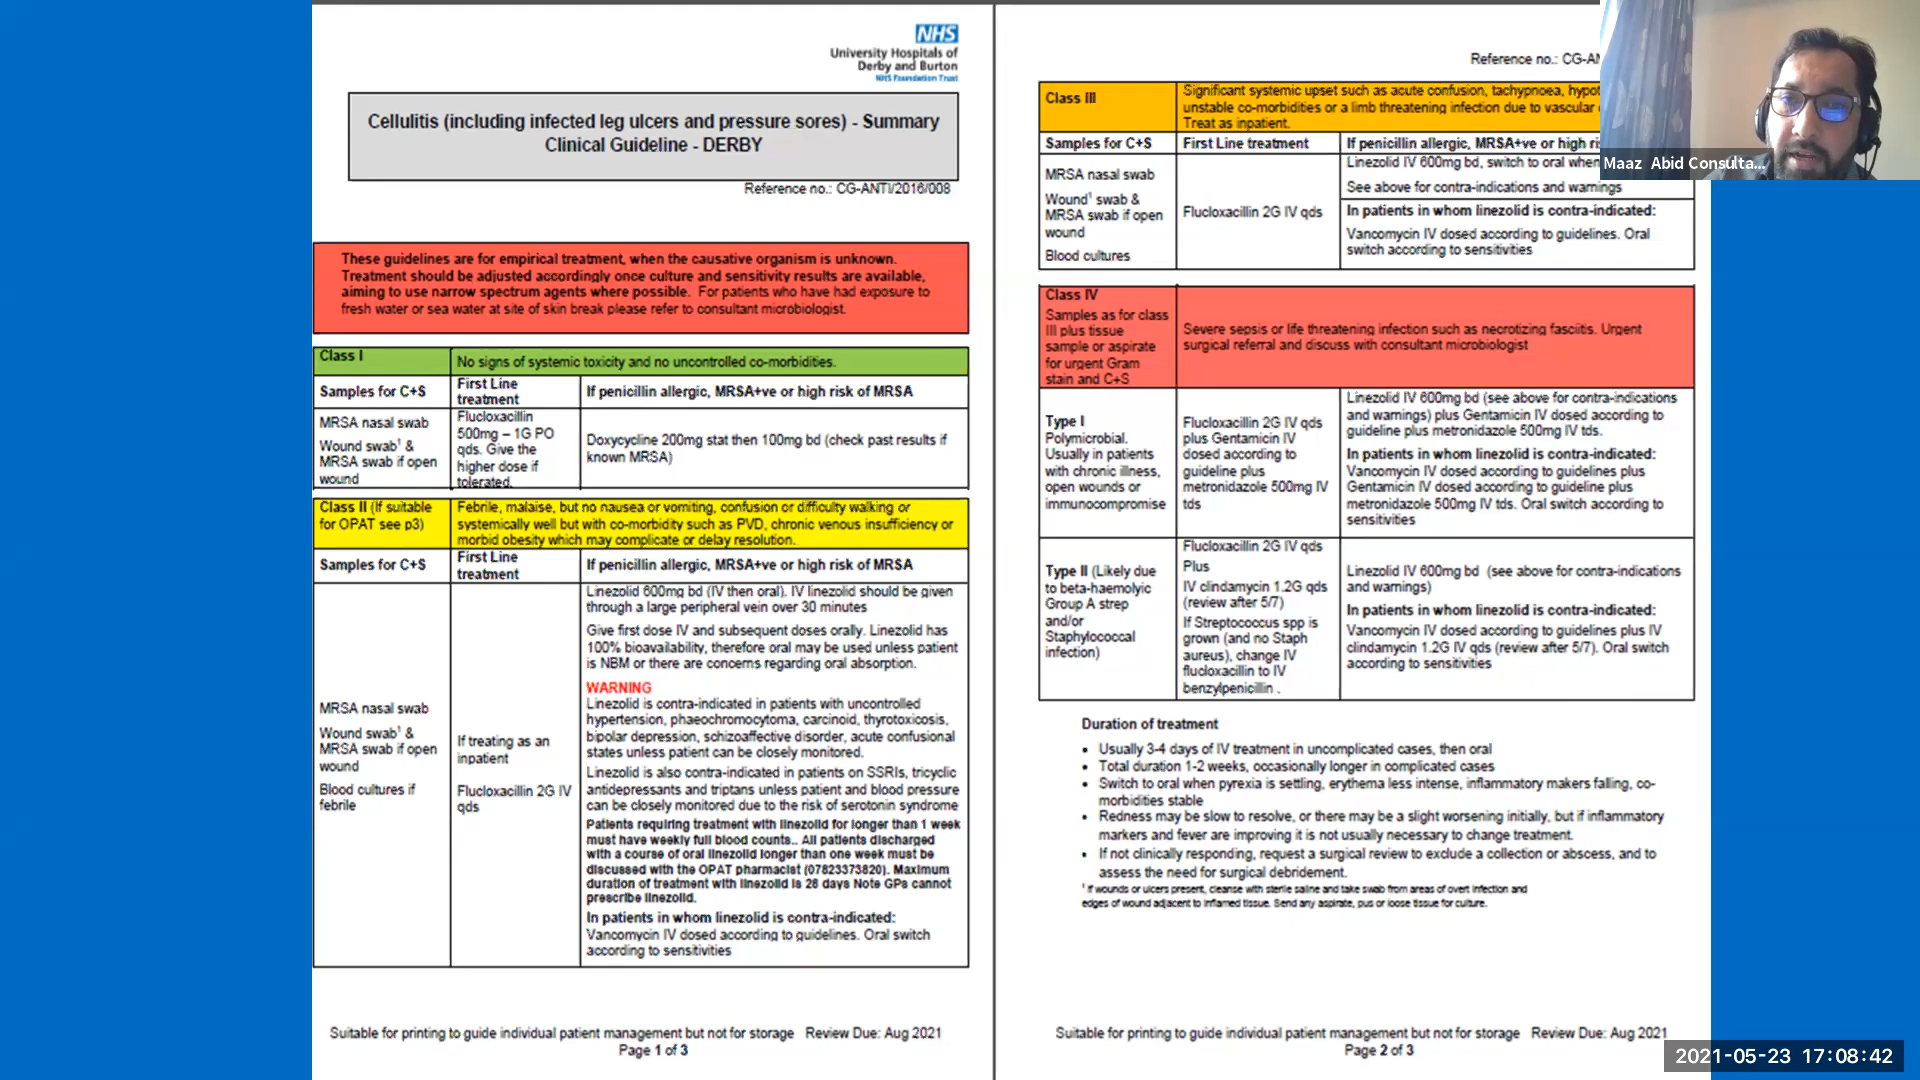 NHS
University Hospitals of
Derby and Burton
NHS Foundation Trust
Cellulitis (including infected leg ulcers and pressure sores) - Summary
Clinical Guideline - DERBY
Reference no.: CG-ANTI/2016/008
These guidelines are for empirical treatment, when the causative organism is unknown.
Treatment should be adjusted accordingly once culture and sensitivity results are available,
aiming to use narrow spectrum agents where possible. For patients who have had exposure to
fresh water or sea water at site of skin break please refer to consultant microbiologist.
Class I
No signs of systemic toxicity and no uncontrolled co-morbidities.
Samples for C+S
First Line
treatment
If penicillin allergic, MRSA+ve or high risk of MRSA
MRSA nasal swab
Wound swab¹ &
MRSA swab if open
wound
Flucloxacillin
500mg – 1G PO
qds. Give the
higher dose if
tolerated.
Doxycycline 200mg stat then 100mg bd (check past results if
known MRSA)
Class II (If suitable
for OPAT see p3)
Febrile, malaise, but no nausea or vomiting, confusion or difficulty walking or
systemically well but with co-morbidity such as PVD, chronic venous insufficiency or
morbid obesity which may complicate or delay resolution.
Samples for C+S
First Line
treatment
If penicillin allergic, MRSA+ve or high risk of MRSA
MRSA nasal swab
Wound swab¹ &
MRSA swab if open
wound
Blood cultures if
febrile
If treating as an
inpatient
Flucloxacillin 2G IV
qds
Linezolid 600mg bd (IV then oral). IV linezolid should be given
through a large peripheral vein over 30 minutes
Give first dose IV and subsequent doses orally. Linezolid has
100% bioavailability, therefore oral may be used unless patient
is NBM or there are concerns regarding oral absorption.
WARNING
Linezolid is contra-indicated in patients with uncontrolled
hypertension, phaeochromocytoma, carcinoid, thyrotoxicosis,
bipolar depression, schizoaffective disorder, acute confusional
states unless patient can be closely monitored.
Linezolid is also contra-indicated in patients on SSRIs, tricyclic
antidepressants and triptans unless patient and blood pressure
can be closely monitored due to the risk of serotonin syndrome
Patients requiring treatment with linezolid for longer than 1 week
must have weekly full blood counts.. All patients discharged
with a course of oral linezolid longer than one week must be
discussed with the OPAT pharmacist (07823373820). Maximum
duration of treatment with linezolid is 28 days Note GPs cannot
prescribe linezolid.
In patients in whom linezolid is contra-indicated:
Vancomycin IV dosed according to guidelines. Oral switch
according to sensitivities
Suitable for printing to guide individual patient management but not for storage Review Due: Aug 2021
Page 1 of 3
Reference no.: CG-AN
Class III
Significant systemic upset such as acute confusion, tachypnoea, hypot
unstable co-morbidities or a limb threatening infection due to vascular
Treat as inpatient.
Samples for C+S
First Line treatment
If penicillin allergic, MRSA+ve or high ri
MRSA nasal swab
Wound¹ swab &
MRSA swab if open
wound
Blood cultures
Flucloxacillin 2G IV qds
Linezolid IV 600mg bd, switch to oral when
See above for contra-indications and warnings
In patients in whom linezolid is contra-indicated:
Vancomycin IV dosed according to guidelines. Oral
switch according to sensitivities
Class IV
Samples as for class
III plus tissue
sample or aspirate
for urgent Gram
stain and C+S
Severe sepsis or life threatening infection such as necrotizing fasciitis. Urgent
surgical referral and discuss with consultant microbiologist
Type I
Polymicrobial.
Usually in patients
with chronic illness,
open wounds or
immunocompromise
Flucloxacillin 2G IV qds
plus Gentamicin IV
dosed according to
guideline plus
metronidazole 500mg IV
tds
Linezolid IV 600mg bd (see above for contra-indications
and warnings) plus Gentamicin IV dosed according to
guideline plus metronidazole 500mg IV tds.
In patients in whom linezolid is contra-indicated:
Vancomycin IV dosed according to guidelines plus
Gentamicin IV dosed according to guideline plus
metronidazole 500mg IV tds. Oral switch according to
sensitivities
Type II (Likely due
to beta-haemolyic
Group A strep
and/or
Staphylococcal
infection)
Flucloxacillin 2G IV qds
Plus
IV clindamycin 1.2G qds
(review after 5/7)
If Streptococcus spp is
grown (and no Staph
aureus), change IV
flucloxacillin to IV
benzylpenicillin .
Linezolid IV 600mg bd (see above for contra-indications
and warnings)
In patients in whom linezolid is contra-indicated:
Vancomycin IV dosed according to guidelines plus IV
clindamycin 1.2G IV qds (review after 5/7). Oral switch
according to sensitivities
Duration of treatment
• Usually 3-4 days of IV treatment in uncomplicated cases, then oral
• Total duration 1-2 weeks, occasionally longer in complicated cases
• Switch to oral when pyrexia is settling, erythema less intense, inflammatory makers falling, co-
morbidities stable
• Redness may be slow to resolve, or there may be a slight worsening initially, but if inflammatory
markers and fever are improving it is not usually necessary to change treatment.
• If not clinically responding, request a surgical review to exclude a collection or abscess, and to
assess the need for surgical debridement.
¹ If wounds or ulcers present, cleanse with sterile saline and take swab from areas of overt infection and
edges of wound adjacent to inflamed tissue. Send any aspirate, pus or loose tissue for culture.
Suitable for printing to guide individual patient management but not for storage Review Due: Aug 2021
Page 2 of 3
Maaz Abid Consulta...
2021-05-23 17:08:42